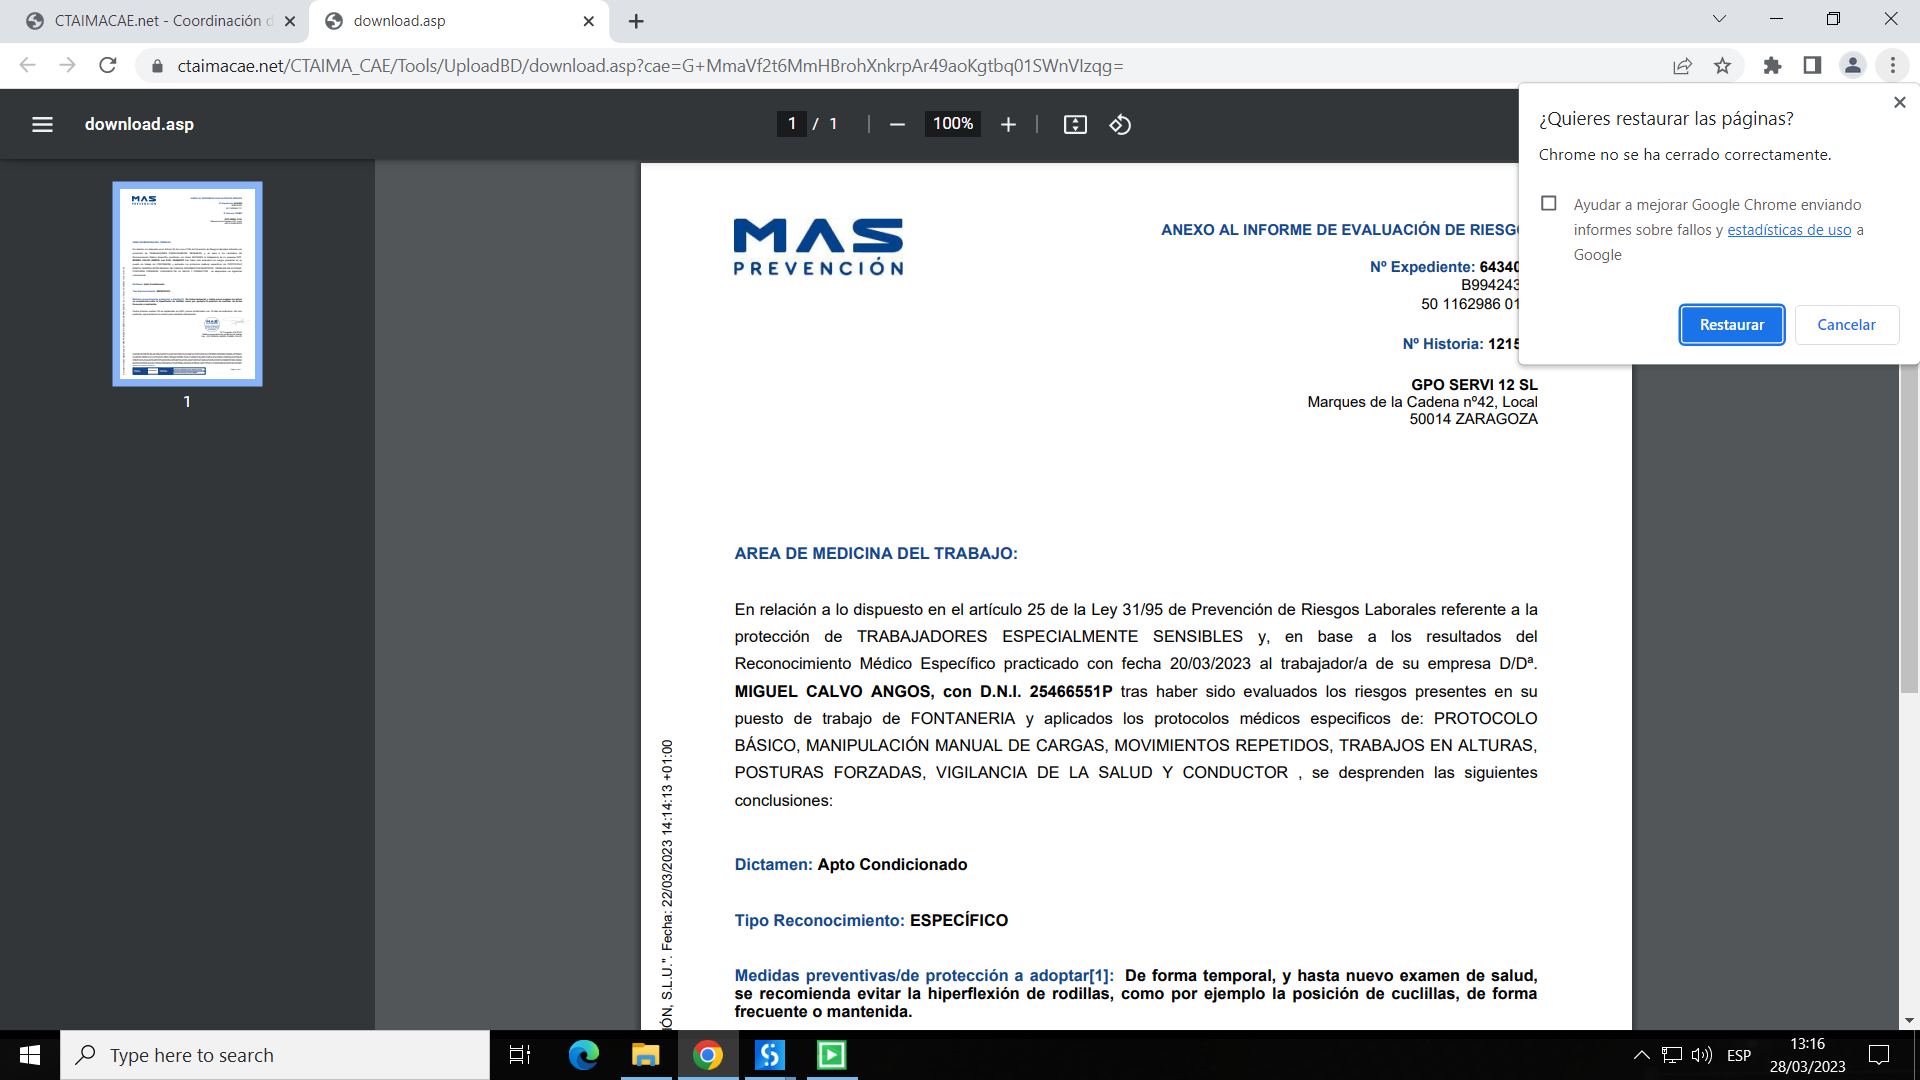 CTAIMACAE.net - Coordinación d
download.asp
ctaimacae.net/CTAIMA_CAE/Tools/UploadBD/download.asp?cae=G+MmaVf2t6MmHBrohXnkrpAr49aoKgtbq01SWnVIzqg=
download.asp
1 / 1
100%
¿Quieres restaurar las páginas?
Chrome no se ha cerrado correctamente.
Ayudar a mejorar Google Chrome enviando
informes sobre fallos y estadísticas de uso a
Google
Restaurar
Cancelar
1
MAS
PREVENCIÓN
ANEXO AL INFORME DE EVALUACIÓN DE RIESG
Nº Expediente: 64340
B994243
50 1162986 01
Nº Historia: 1215
GPO SERVI 12 SL
Marques de la Cadena nº42, Local
50014 ZARAGOZA
AREA DE MEDICINA DEL TRABAJO:
En relación a lo dispuesto en el artículo 25 de la Ley 31/95 de Prevención de Riesgos Laborales referente a la
protección de TRABAJADORES ESPECIALMENTE SENSIBLES y, en base a los resultados del
Reconocimiento Médico Específico practicado con fecha 20/03/2023 al trabajador/a de su empresa D/Dª.
MIGUEL CALVO ANGOS, con D.N.I. 25466551P tras haber sido evaluados los riesgos presentes en su
puesto de trabajo de FONTANERIA y aplicados los protocolos médicos especificos de: PROTOCOLO
BÁSICO, MANIPULACIÓN MANUAL DE CARGAS, MOVIMIENTOS REPETIDOS, TRABAJOS EN ALTURAS,
POSTURAS FORZADAS, VIGILANCIA DE LA SALUD Y CONDUCTOR , se desprenden las siguientes
conclusiones:
Dictamen: Apto Condicionado
Tipo Reconocimiento: ESPECÍFICO
Medidas preventivas/de protección a adoptar[1]: De forma temporal, y hasta nuevo examen de salud,
se recomienda evitar la hiperflexión de rodillas, como por ejemplo la posición de cuclillas, de forma
frecuente o mantenida.
IÓN, S.L.U.". Fecha: 22/03/2023 14:14:13 +01:00
Type here to search
ESP
13:16
28/03/2023